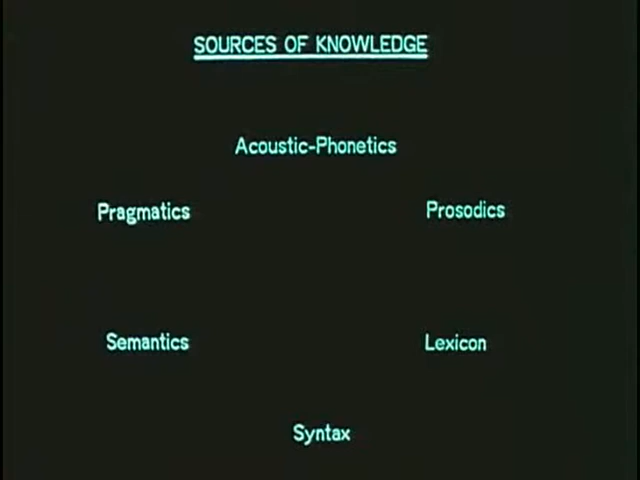 SOURCES OF KNOWLEDGE
Acoustic-Phonetics
Pragmatics
Prosodics
Semantics
Lexicon
Syntax